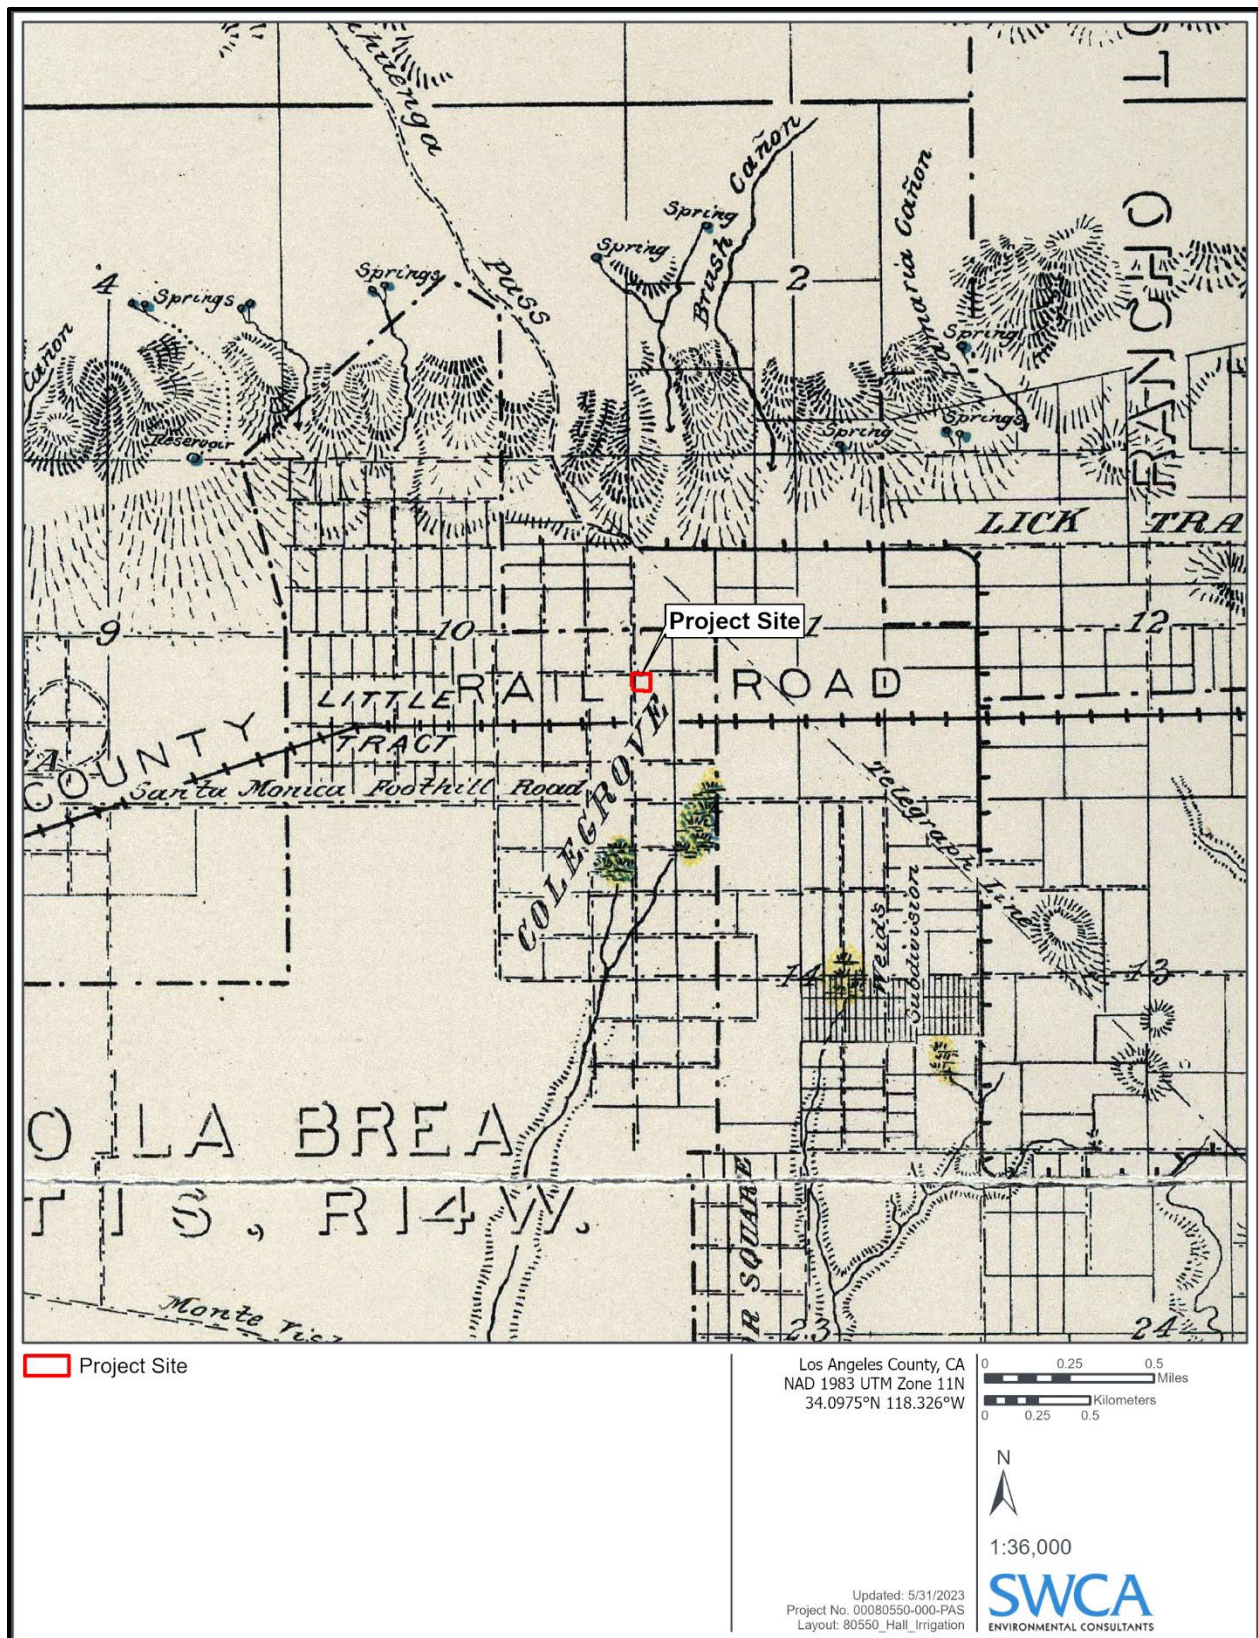 Cañon
Spring
Spring
Brush
Pass
2
4
Springs
Springs
Cañon
Spring
RANCHO
Cañon
Springs
Spring
Reservoir
LICK TRA
Project Site
9
10
12
RAIL ROAD
LITTLE
TRACT
COUNTY
Santa Monica Foothill Road
COLEGROVE
Telegraph Line
Weid's
Subdivision
14
13
O LA BREA
T 1 S, R14W.
SQUARE
Monte
23
24
Project Site
Los Angeles County, CA
NAD 1983 UTM Zone 11N
34.0975°N 118.326°W
0 0.25 0.5
Miles
Kilometers
0 0.25 0.5
N
1:36,000
Updated: 5/31/2023
Project No. 00080550-000-PAS
Layout: 80550_Hall_Irrigation
SWCA
ENVIRONMENTAL CONSULTANTS